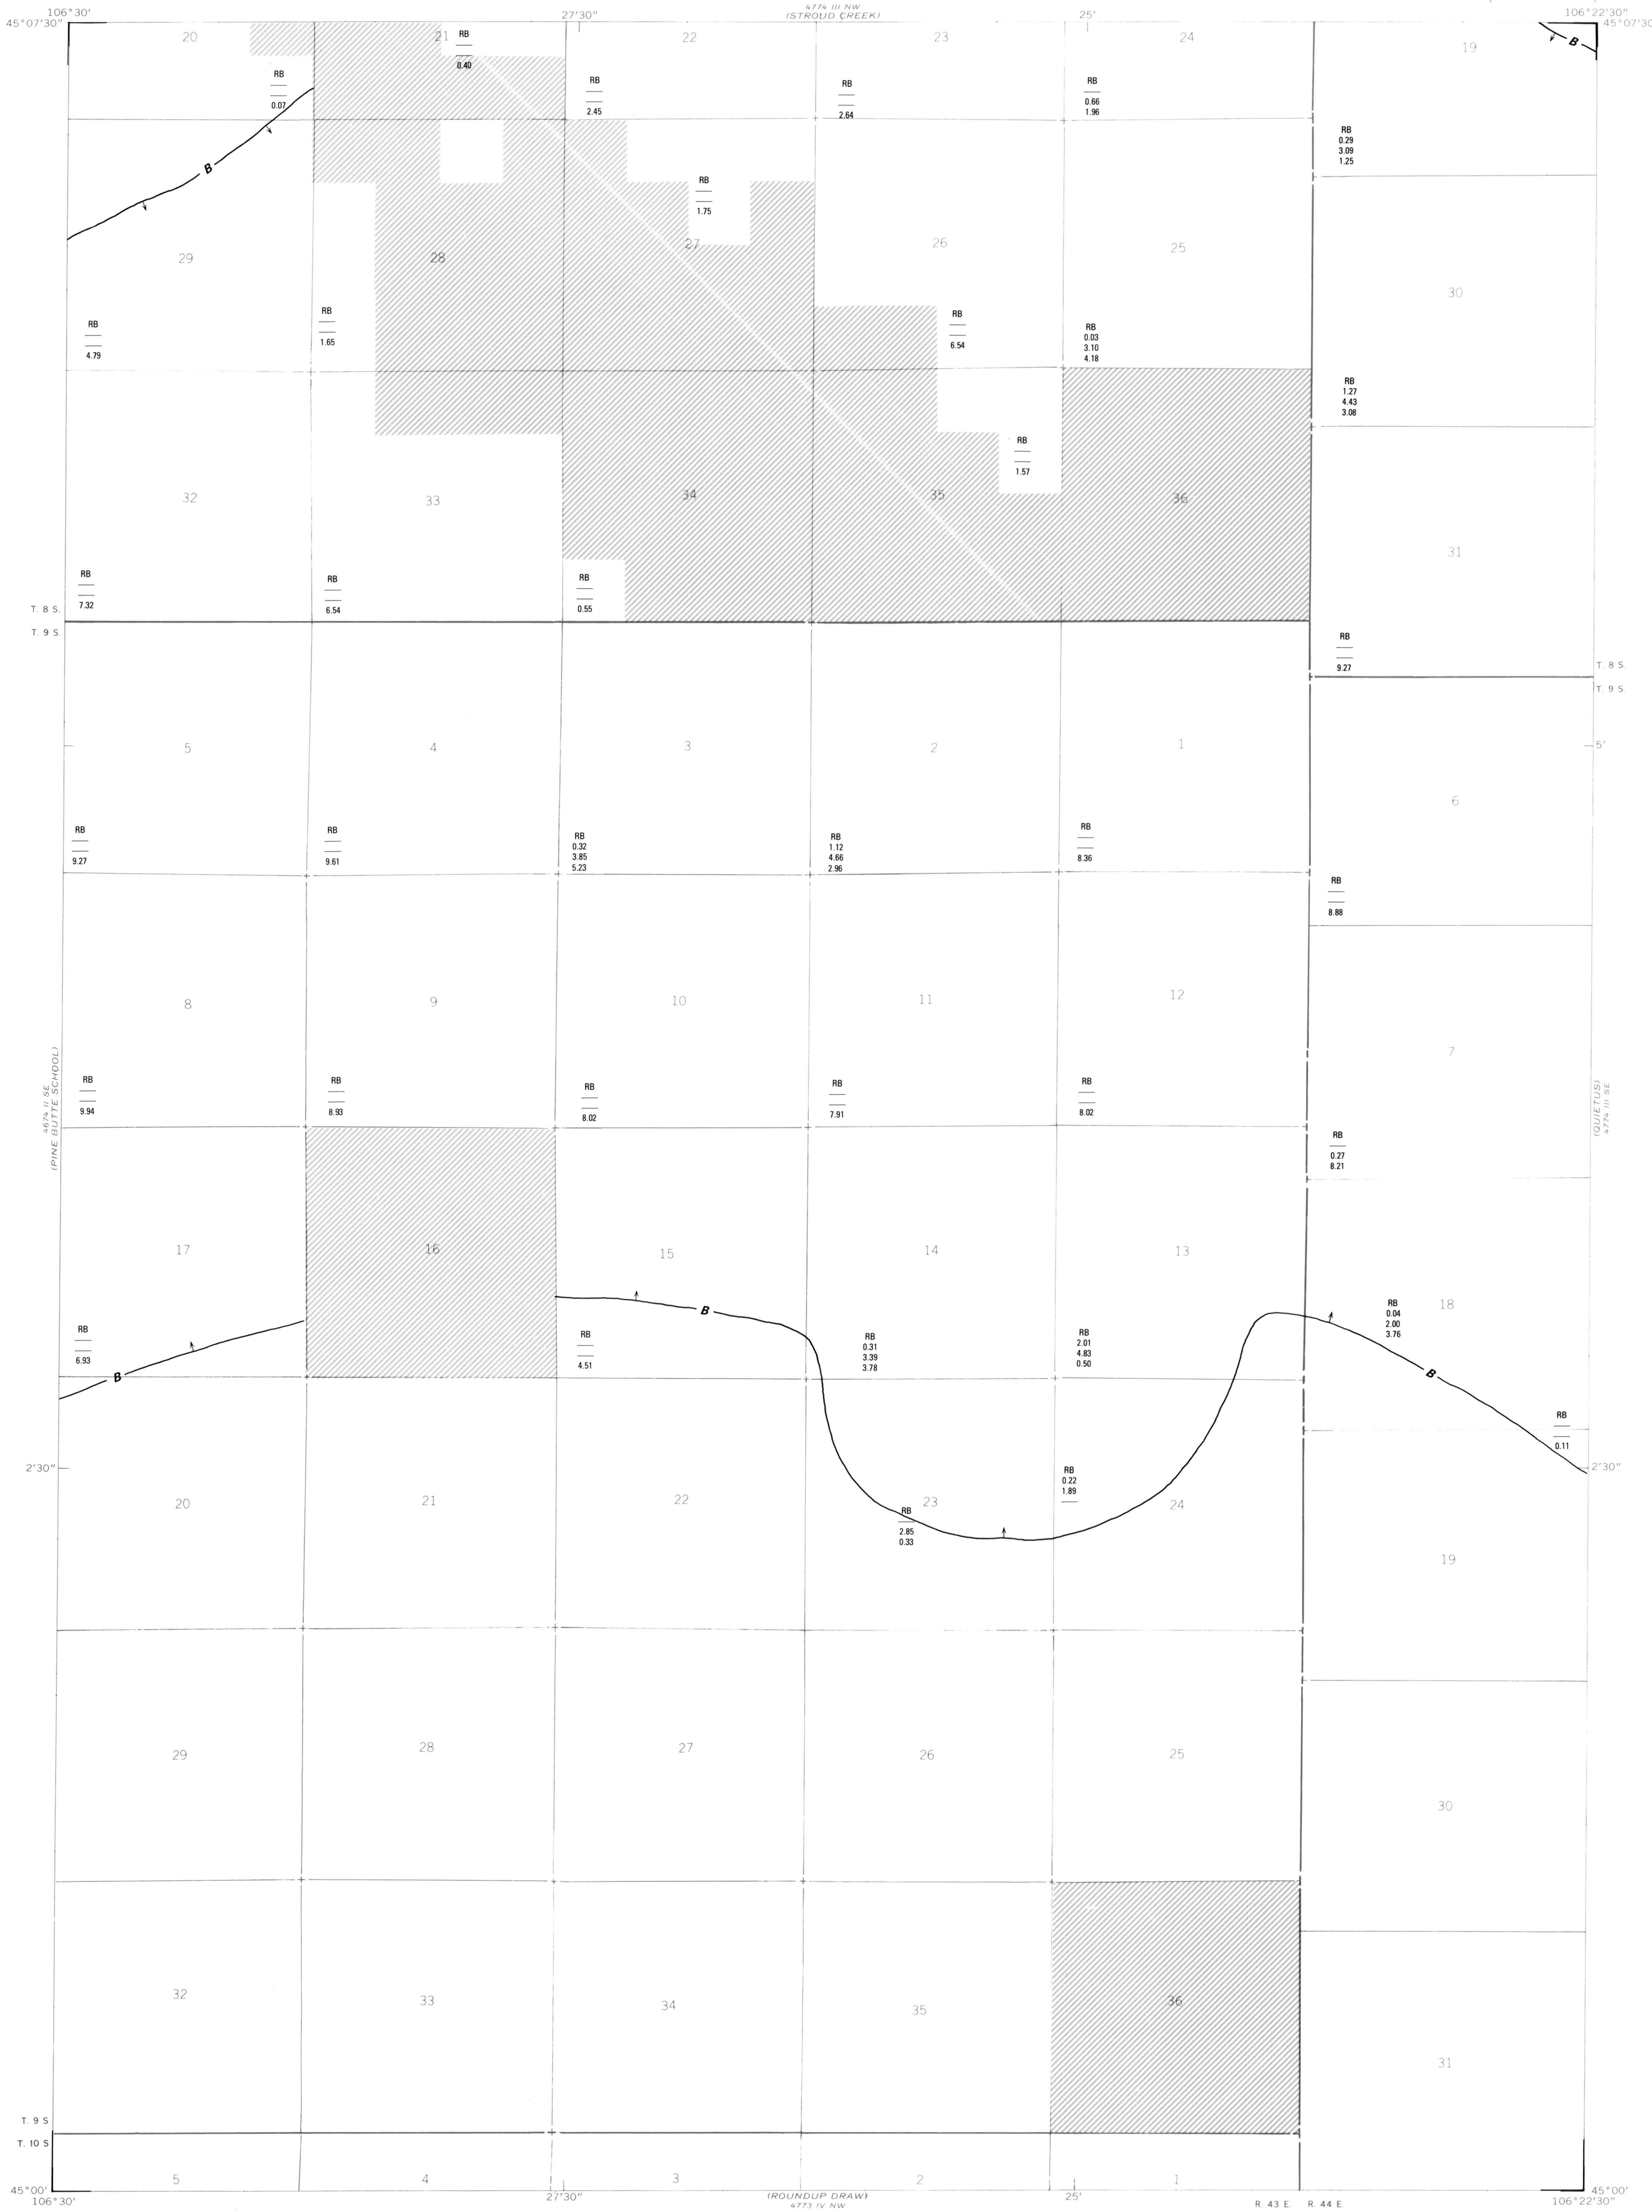 4774 III NW
(STROUD CREEK)
106°30' 27'30" 25' 106°22'30"
45°07'30" 45°07'30"
20 21 22 23 24 19
B
RB
0.40
RB
0.07
RB
2.45
RB
2.64
RB
0.66
1.96
RB
0.29
3.09
1.25
B
RB
1.75
29 28 27 26 25 30
RB
4.79
RB
1.65
RB
6.54
RB
0.03
3.10
4.18
RB
1.27
4.43
3.08
RB
1.57
32 33 34 35 36 31
RB
7.32
RB
6.54
RB
0.55
T. 8 S.
T. 9 S.
RB
9.27
T. 8 S.
T. 9 S.
5 4 3 2 1 5'
6
RB
9.27
RB
9.61
RB
0.32
3.85
5.23
RB
1.12
4.66
2.96
RB
8.36
RB
8.88
8 9 10 11 12 7
4674 II SE
(PINE BUTTE SCHOOL)
(QUIETUS)
4774 III SE
RB
9.94
RB
8.93
RB
8.02
RB
7.91
RB
8.02
RB
0.27
8.21
17 16 15 14 13 18
B
RB
6.93
B
RB
4.51
RB
0.31
3.39
3.78
RB
2.01
4.83
0.50
RB
0.04
2.00
3.76
B
RB
0.11
2'30" 2'30"
20 21 22 23 24 19
RB
0.22
1.89
RB
2.85
0.33
29 28 27 26 25 30
32 33 34 35 36 31
T. 9 S
T. 10 S
5 4 3 2 1
45°00' 45°00'
106°30' 27'30" 25' 106°22'30"
(ROUNDUP DRAW)
4773 IV NW
R. 43 E. R. 44 E.